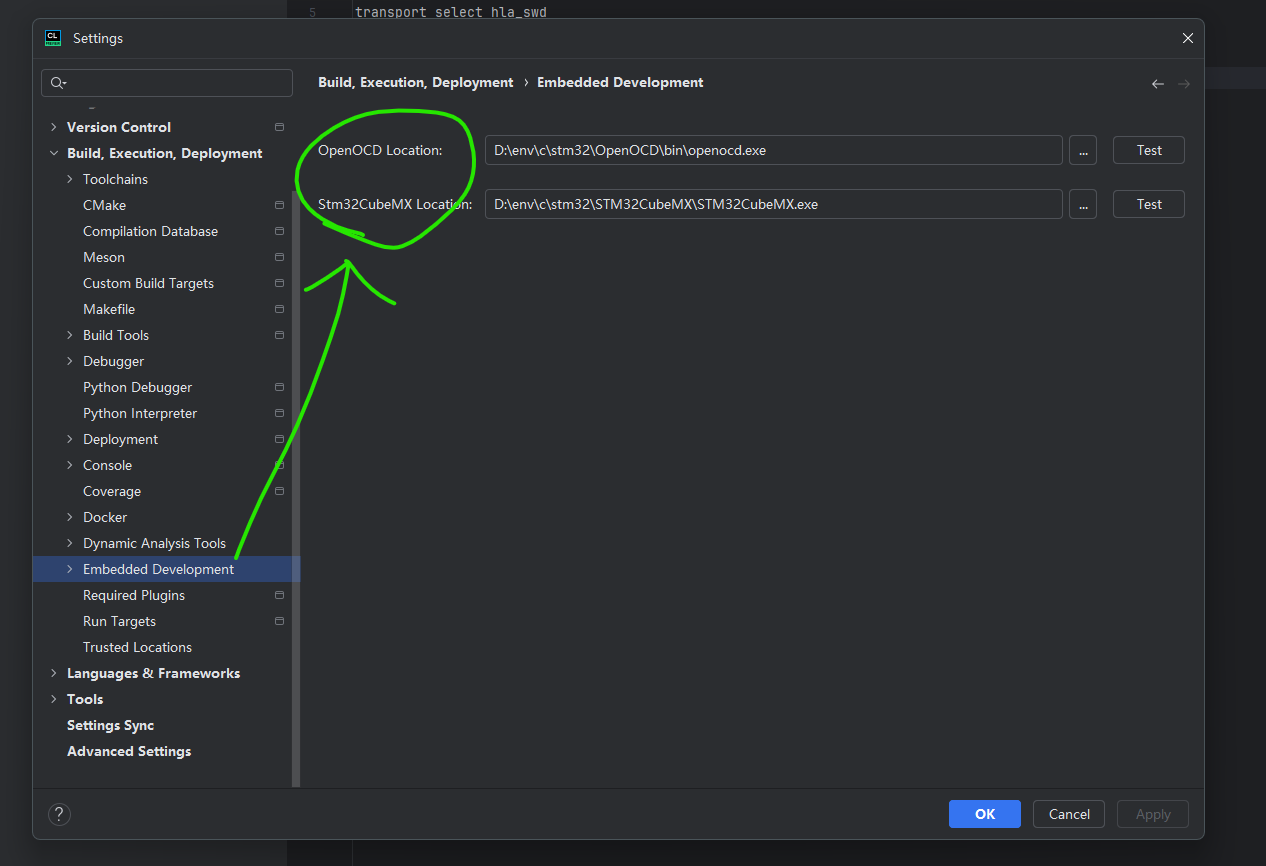 5 transport select hla_swd
CL
Settings
Build, Execution, Deployment › Embedded Development
Version Control
Build, Execution, Deployment
Toolchains
CMake
Compilation Database
Meson
Custom Build Targets
Makefile
Build Tools
Debugger
Python Debugger
Python Interpreter
Deployment
Console
Coverage
Docker
Dynamic Analysis Tools
Embedded Development
Required Plugins
Run Targets
Trusted Locations
Languages & Frameworks
Tools
Settings Sync
Advanced Settings
OpenOCD Location: D:\env\c\stm32\OpenOCD\bin\openocd.exe ... Test
Stm32CubeMX Location: D:\env\c\stm32\STM32CubeMX\STM32CubeMX.exe ... Test
? OK Cancel Apply